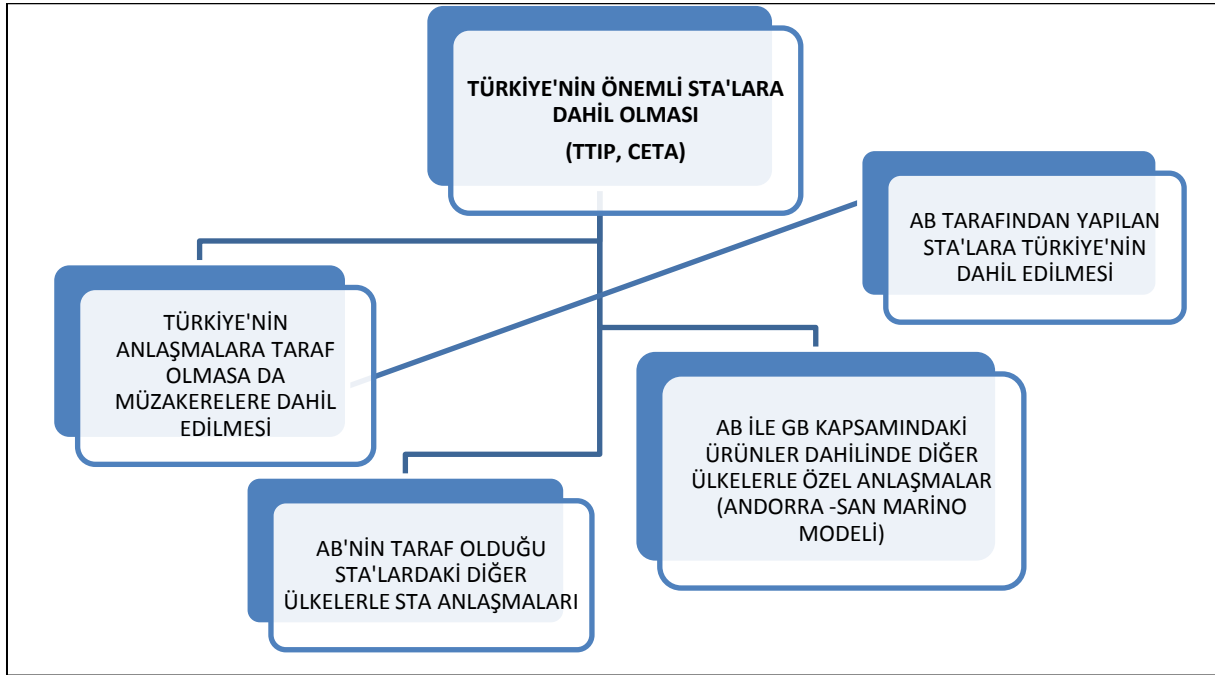 TÜRKİYE'NİN ÖNEMLİ STA'LARA
DAHİL OLMASI
(TTIP, CETA)
AB TARAFINDAN YAPILAN
STA'LARA TÜRKİYE'NİN
DAHİL EDİLMESİ
TÜRKİYE'NİN
ANLAŞMALARA TARAF
OLMASA DA
MÜZAKERELERE DAHİL
EDİLMESİ
AB İLE GB KAPSAMINDAKİ
ÜRÜNLER DAHİLİNDE DİĞER
ÜLKELERLE ÖZEL ANLAŞMALAR
(ANDORRA -SAN MARINO
MODELİ)
AB'NİN TARAF OLDUĞU
STA'LARDAKİ DİĞER
ÜLKELERLE STA ANLAŞMALARI